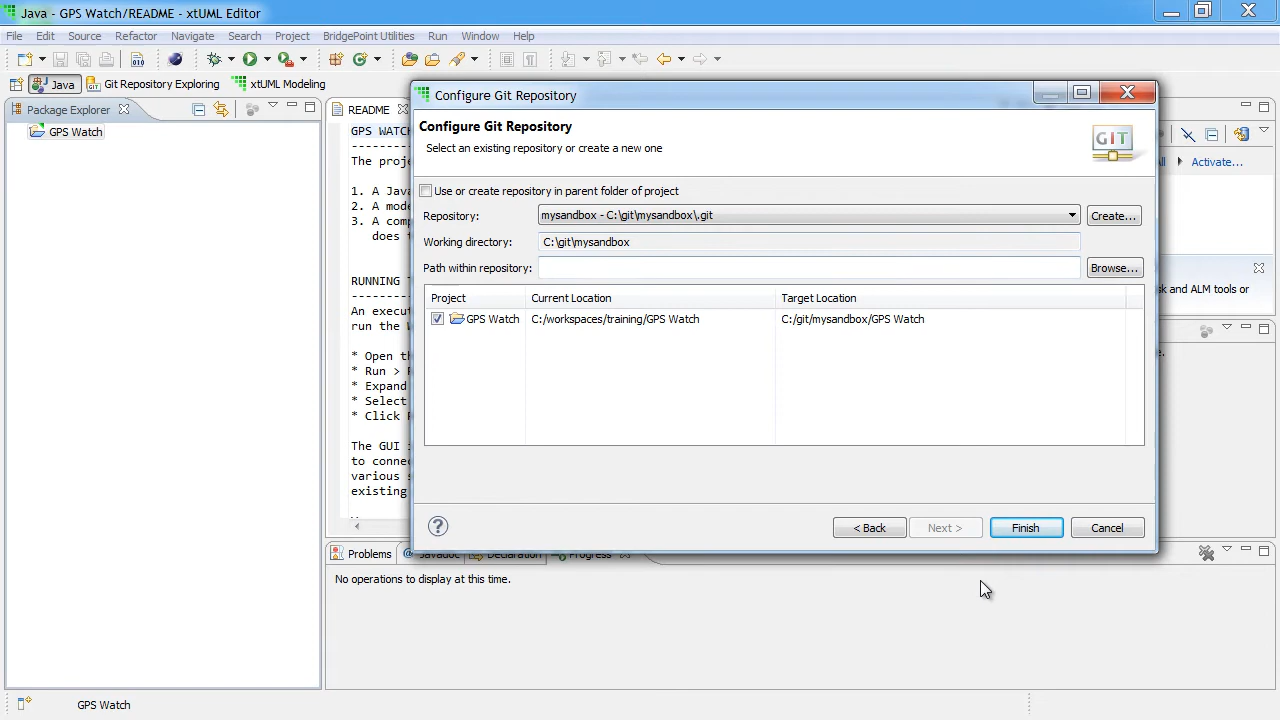 Java - GPS Watch/README - xtUML Editor
File Edit Source Refactor Navigate Search Project BridgePoint Utilities Run Window Help
Java Git Repository Exploring xtUML Modeling
Package Explorer
GPS Watch
README
GPS WATC
The proje
1. A Java
2. A mode
3. A comp
does t
RUNNING T
An execut
run the W
* Open th
* Run >
* Expand
* Select
* Click
The GUI
to connec
various s
existing
Configure Git Repository
Configure Git Repository
Select an existing repository or create a new one
GIT
Use or create repository in parent folder of project
Repository: mysandbox - C:\git\mysandbox\.git Create...
Working directory: C:\git\mysandbox
Path within repository: Browse...
Project Current Location Target Location
GPS Watch C:/workspaces/training/GPS Watch C:/git/mysandbox/GPS Watch
< Back Next > Finish Cancel
Activate...
sk and ALM tools or
Problems Javadoc Declaration Progress
No operations to display at this time.
GPS Watch